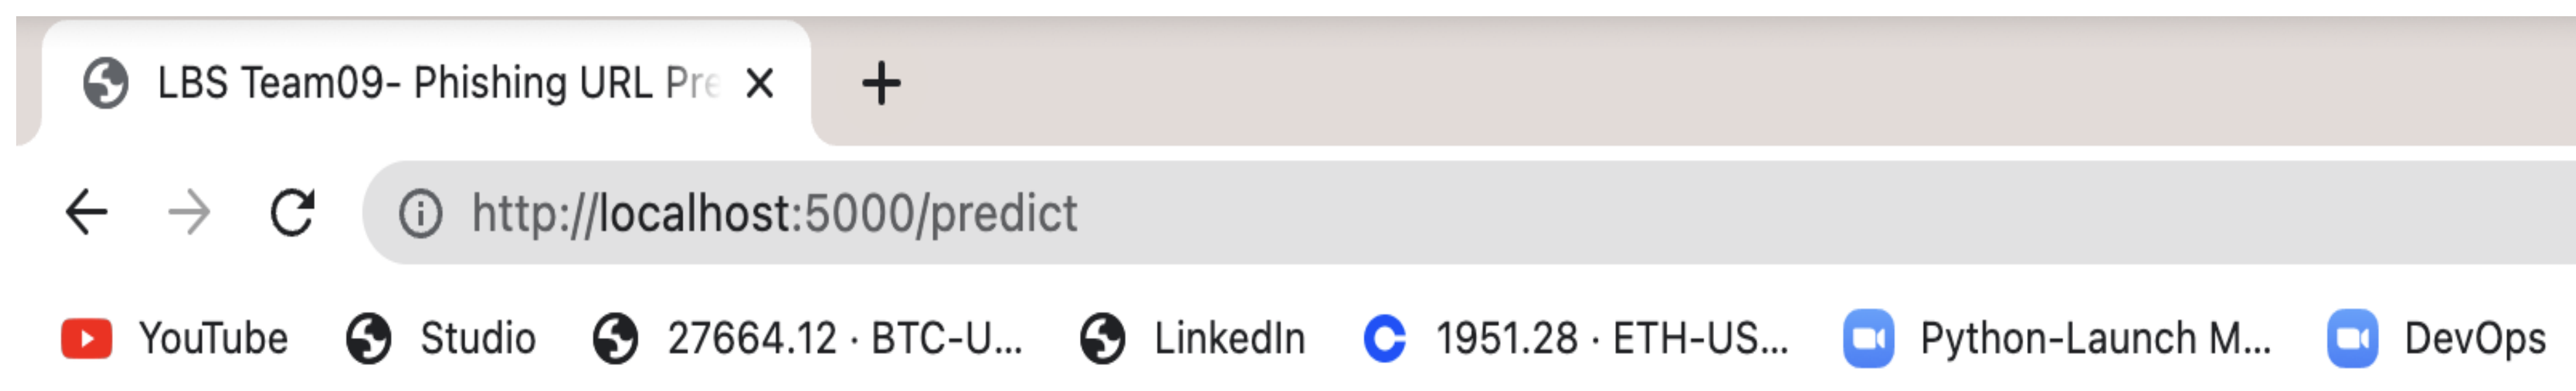 LBS Team09- Phishing URL Pre
http://localhost:5000/predict
YouTube Studio 27664.12 · BTC-U... LinkedIn 1951.28 · ETH-US... Python-Launch M... DevOps